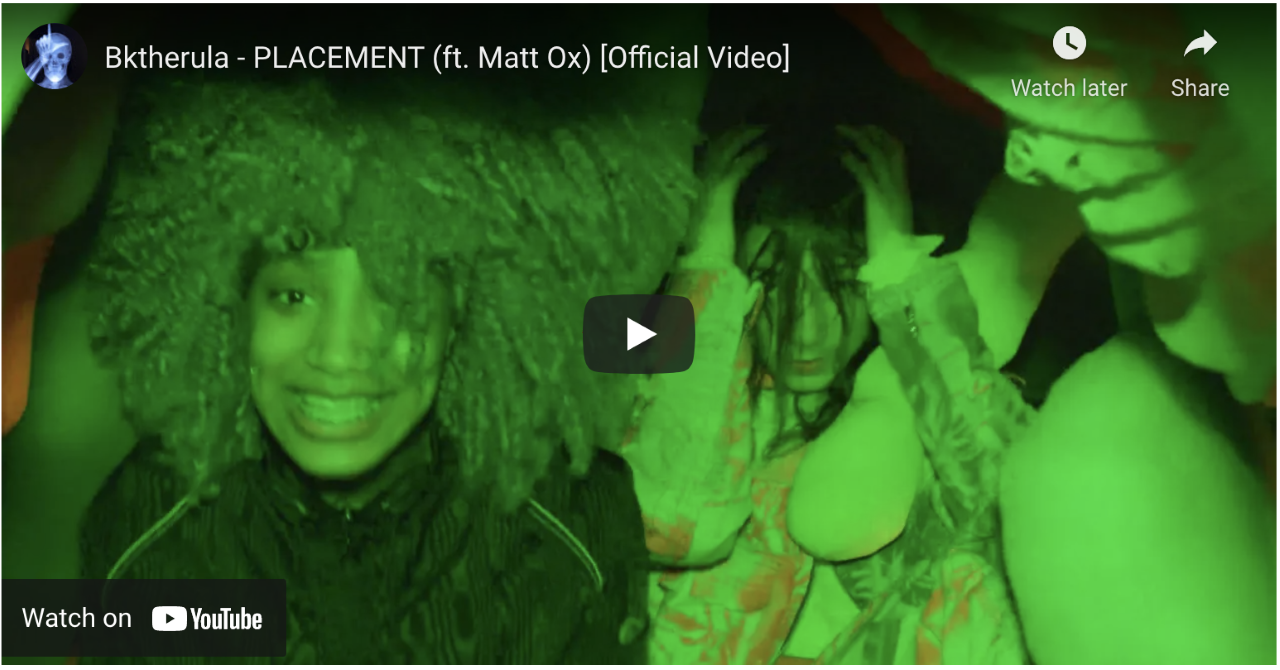 Bktherula - PLACEMENT (ft. Matt Ox) [Official Video]
Watch later
Share
Watch on YouTube